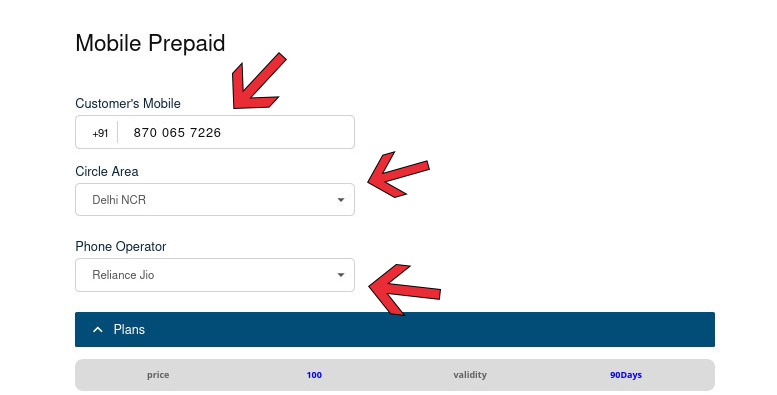 Mobile Prepaid
Customer's Mobile
+91 870 065 7226
Circle Area
Delhi NCR
Phone Operator
Reliance Jio
Plans
price 100 validity 90Days